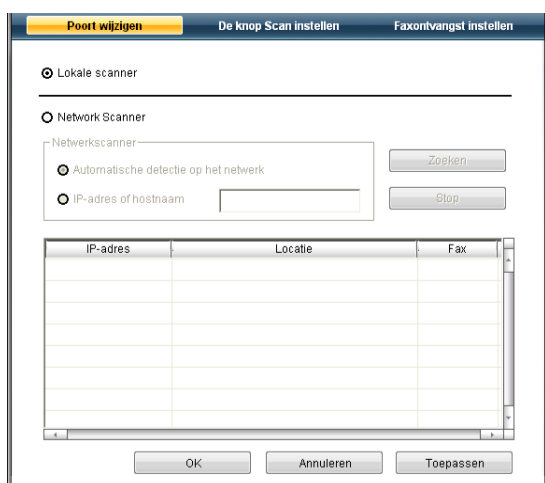 Poort wijzigen De knop Scan instellen Faxontvangst instellen
Lokale scanner
Network Scanner
Netwerkscanner
Automatische detectie op het netwerk
Zoeken
IP-adres of hostnaam
Stop
IP-adres Locatie Fax
OK Annuleren Toepassen